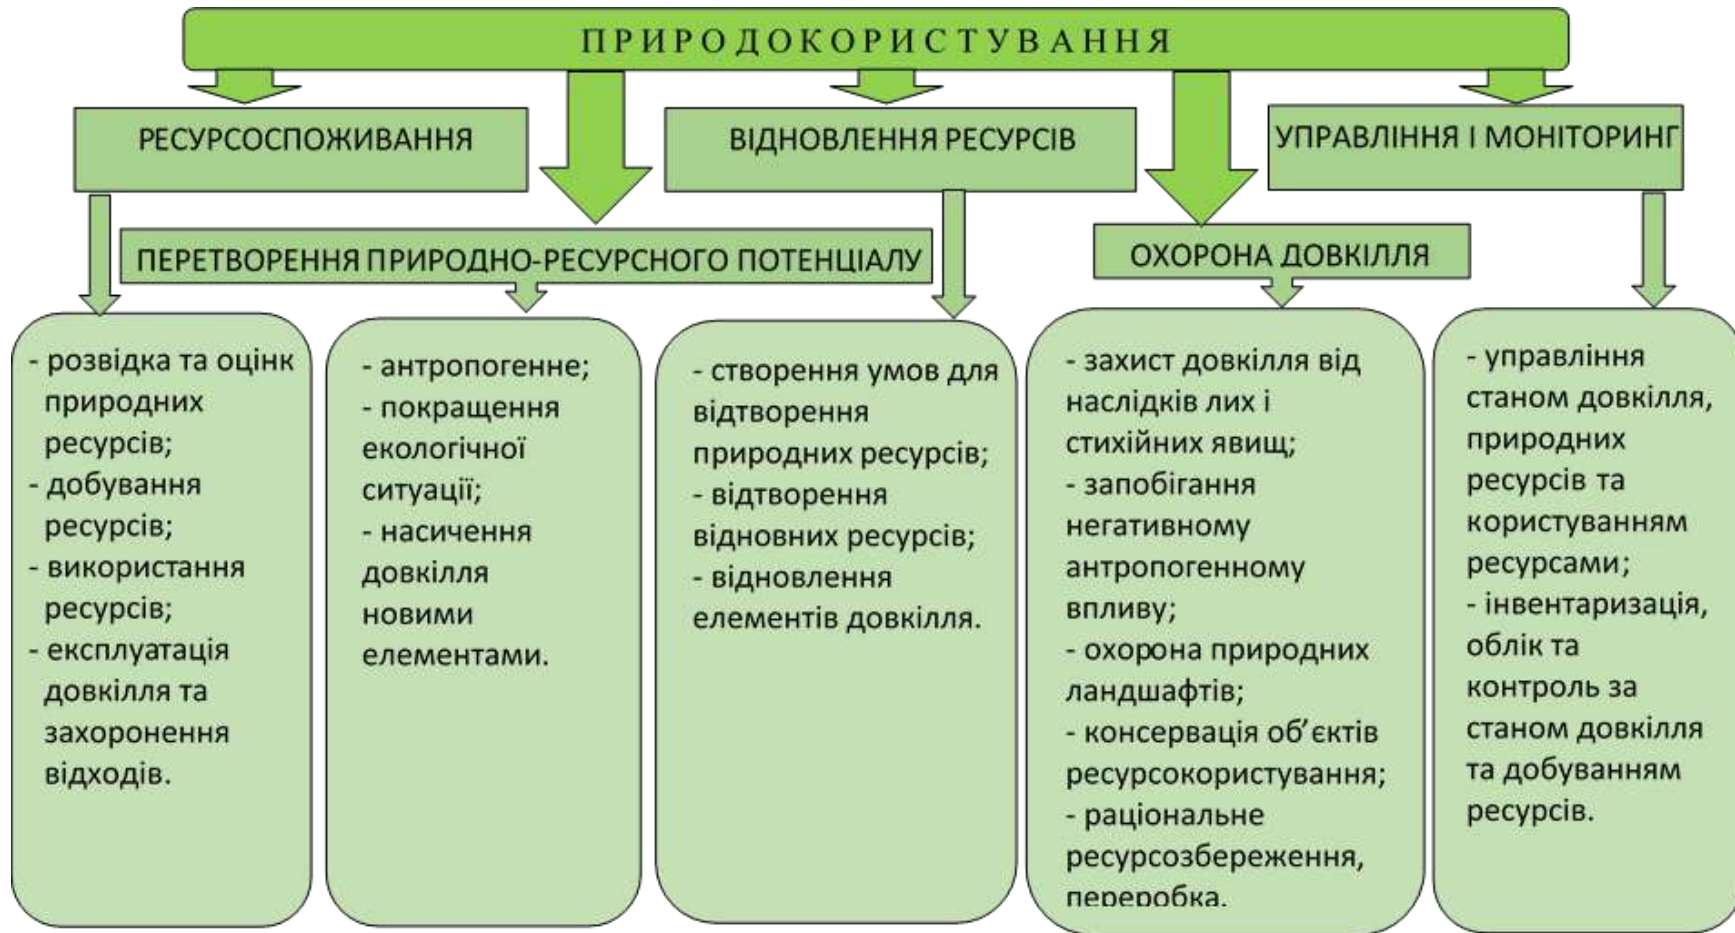 ПРИРОДОКОРИСТУВАННЯ
РЕСУРСОСПОЖИВАННЯ
ВІДНОВЛЕННЯ РЕСУРСІВ
УПРАВЛІННЯ І МОНІТОРИНГ
ПЕРЕТВОРЕННЯ ПРИРОДНО-РЕСУРСНОГО ПОТЕНЦІАЛУ
ОХОРОНА ДОВКІЛЛЯ
- розвідка та оцінк
природних
ресурсів;
- добування
ресурсів;
- використання
ресурсів;
- експлуатація
довкілля та
захоронення
відходів.
- антропогенне;
- покращення
екологічної
ситуації;
- насичення
довкілля
новими
елементами.
- створення умов для
відтворення
природних ресурсів;
- відтворення
відновних ресурсів;
- відновлення
елементів довкілля.
- захист довкілля від
наслідків лих і
стихійних явищ;
- запобігання
негативному
антропогенному
впливу;
- охорона природних
ландшафтів;
- консервація об’єктів
ресурсокористування;
- раціональне
ресурсозбереження,
переробка.
- управління
станом довкілля,
природних
ресурсів та
користуванням
ресурсами;
- інвентаризація,
облік та
контроль за
станом довкілля
та добуванням
ресурсів.